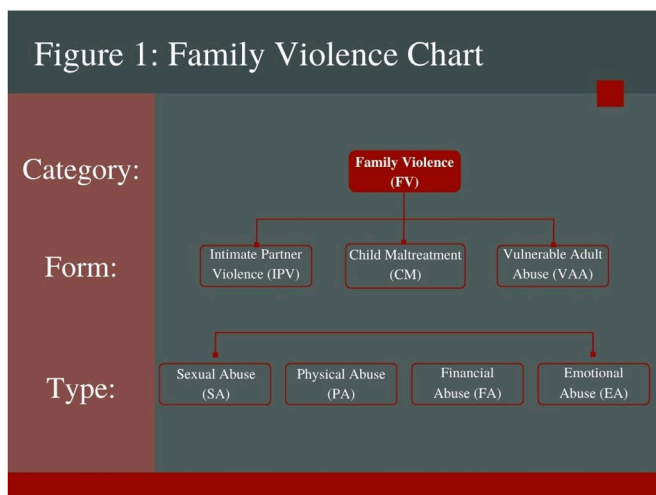 Figure 1: Family Violence Chart
Category:
Family Violence
(FV)
Form:
Intimate Partner
Violence (IPV)
Child Maltreatment
(CM)
Vulnerable Adult
Abuse (VAA)
Type:
Sexual Abuse
(SA)
Physical Abuse
(PA)
Financial
Abuse (FA)
Emotional
Abuse (EA)